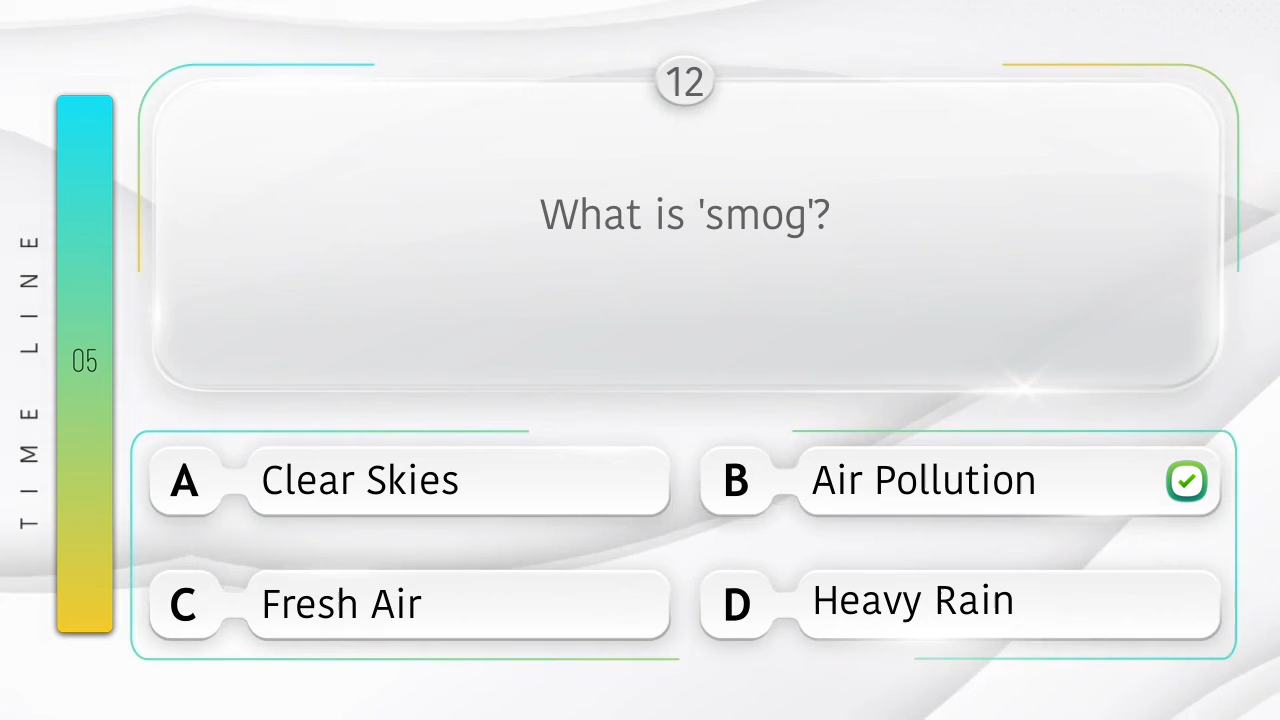 12
What is 'smog'?
TIME LINE
05
A Clear Skies
B Air Pollution
C Fresh Air
D Heavy Rain